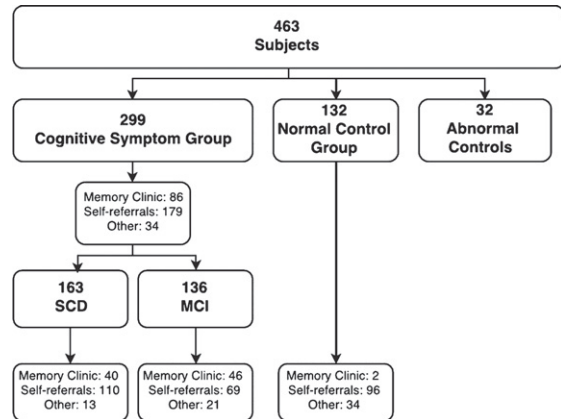 463
Subjects
299
Cognitive Symptom Group
132
Normal Control
Group
32
Abnormal
Controls
Memory Clinic: 86
Self-referrals: 179
Other: 34
163
SCD
136
MCI
Memory Clinic: 40
Self-referrals: 110
Other: 13
Memory Clinic: 46
Self-referrals: 69
Other: 21
Memory Clinic: 2
Self-referrals: 96
Other: 34